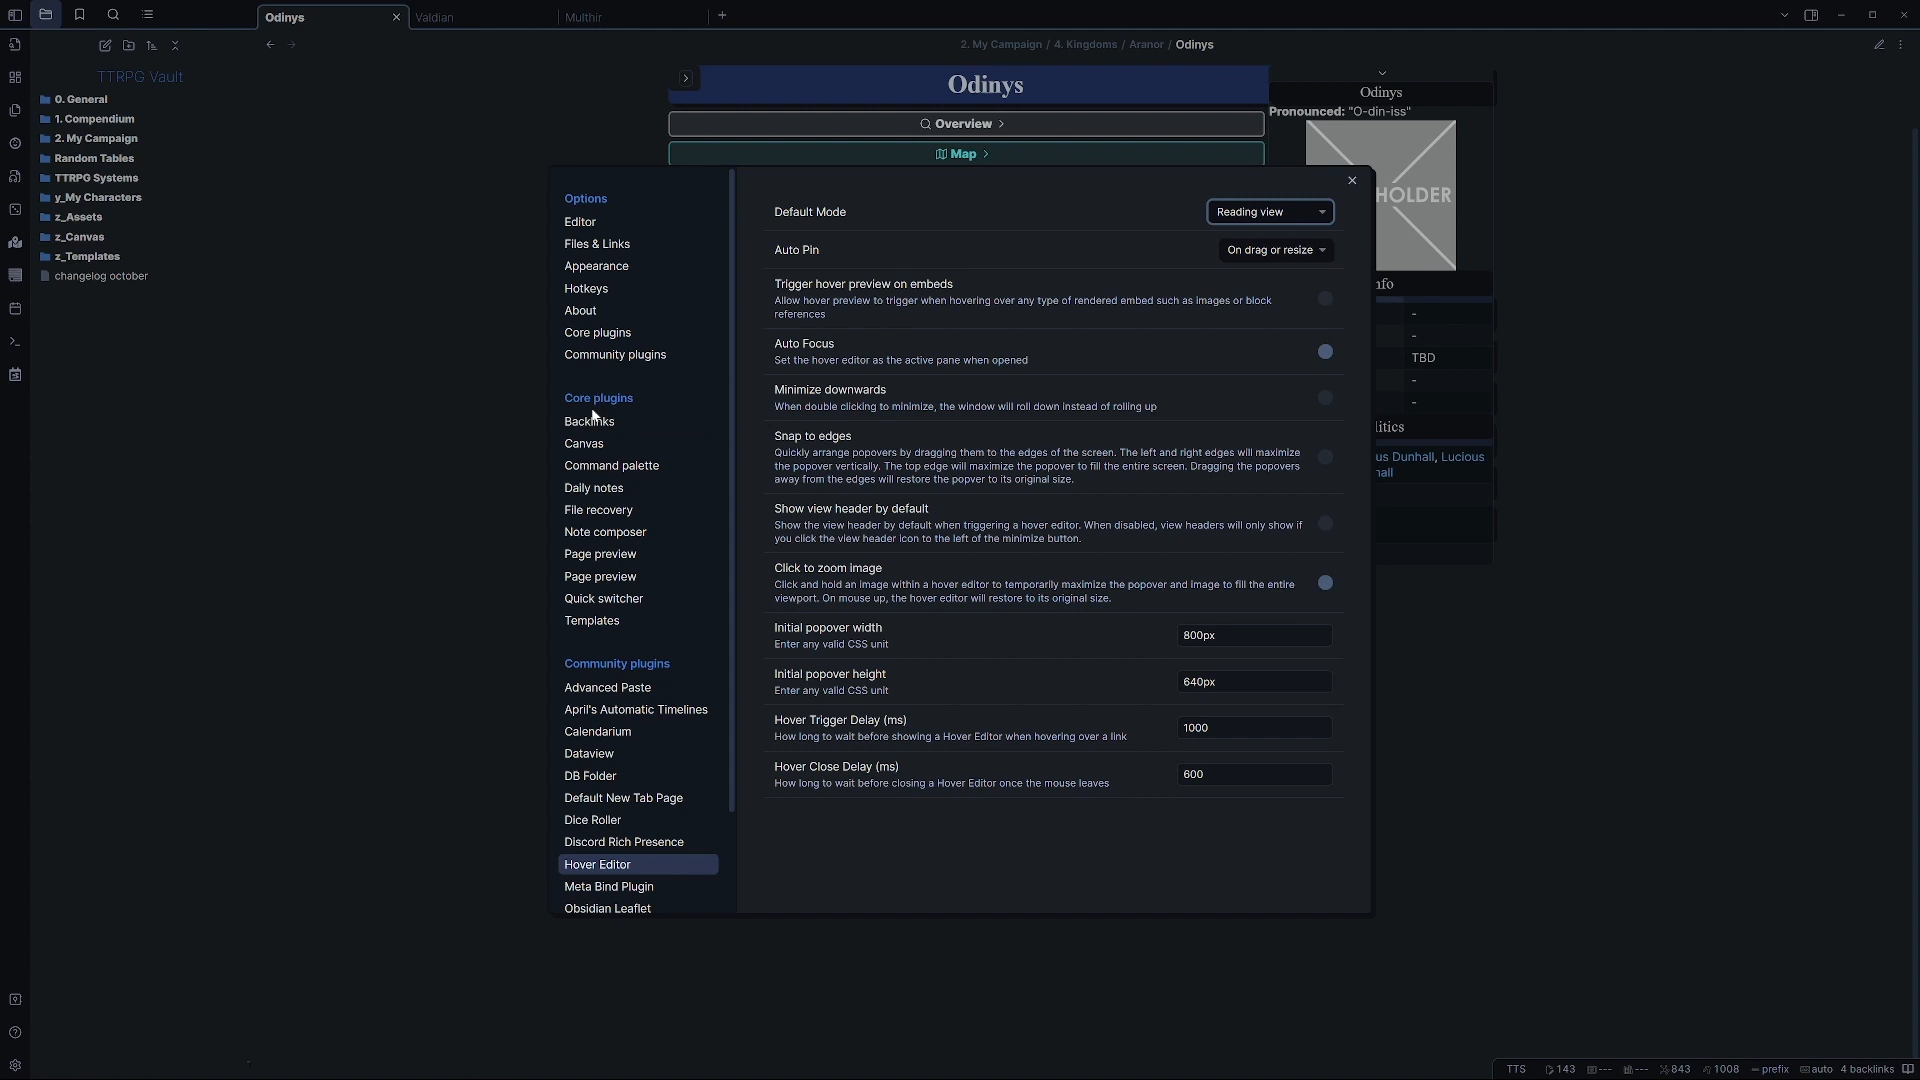 Odinys
Valdian
Multhir
2. My Campaign / 4. Kingdoms / Aranor / Odinys
TTRPG Vault
0. General
1. Compendium
2. My Campaign
Random Tables
TTRPG Systems
y_My Characters
z_Assets
z_Canvas
z_Templates
changelog october
Odinys
Overview
Map
Odinys
Pronounced: "O-din-iss"
HOLDER
nfo
-
-
TBD
-
-
litics
us Dunhall, Lucious
nall
Options
Editor
Files & Links
Appearance
Hotkeys
About
Core plugins
Community plugins
Core plugins
Backlinks
Canvas
Command palette
Daily notes
File recovery
Note composer
Page preview
Page preview
Quick switcher
Templates
Community plugins
Advanced Paste
April's Automatic Timelines
Calendarium
Dataview
DB Folder
Default New Tab Page
Dice Roller
Discord Rich Presence
Hover Editor
Meta Bind Plugin
Obsidian Leaflet
Default Mode
Reading view
Auto Pin
On drag or resize
Trigger hover preview on embeds
Allow hover preview to trigger when hovering over any type of rendered embed such as images or block
references
Auto Focus
Set the hover editor as the active pane when opened
Minimize downwards
When double clicking to minimize, the window will roll down instead of rolling up
Snap to edges
Quickly arrange popovers by dragging them to the edges of the screen. The left and right edges will maximize
the popover vertically. The top edge will maximize the popover to fill the entire screen. Dragging the popovers
away from the edges will restore the popver to its original size.
Show view header by default
Show the view header by default when triggering a hover editor. When disabled, view headers will only show if
you click the view header icon to the left of the minimize button.
Click to zoom image
Click and hold an image within a hover editor to temporarily maximize the popover and image to fill the entire
viewport. On mouse up, the hover editor will restore to its original size.
Initial popover width
Enter any valid CSS unit
800px
Initial popover height
Enter any valid CSS unit
640px
Hover Trigger Delay (ms)
How long to wait before showing a Hover Editor when hovering over a link
1000
Hover Close Delay (ms)
How long to wait before closing a Hover Editor once the mouse leaves
600
TTS 143 --- --- 843 1008 prefix auto 4 backlinks